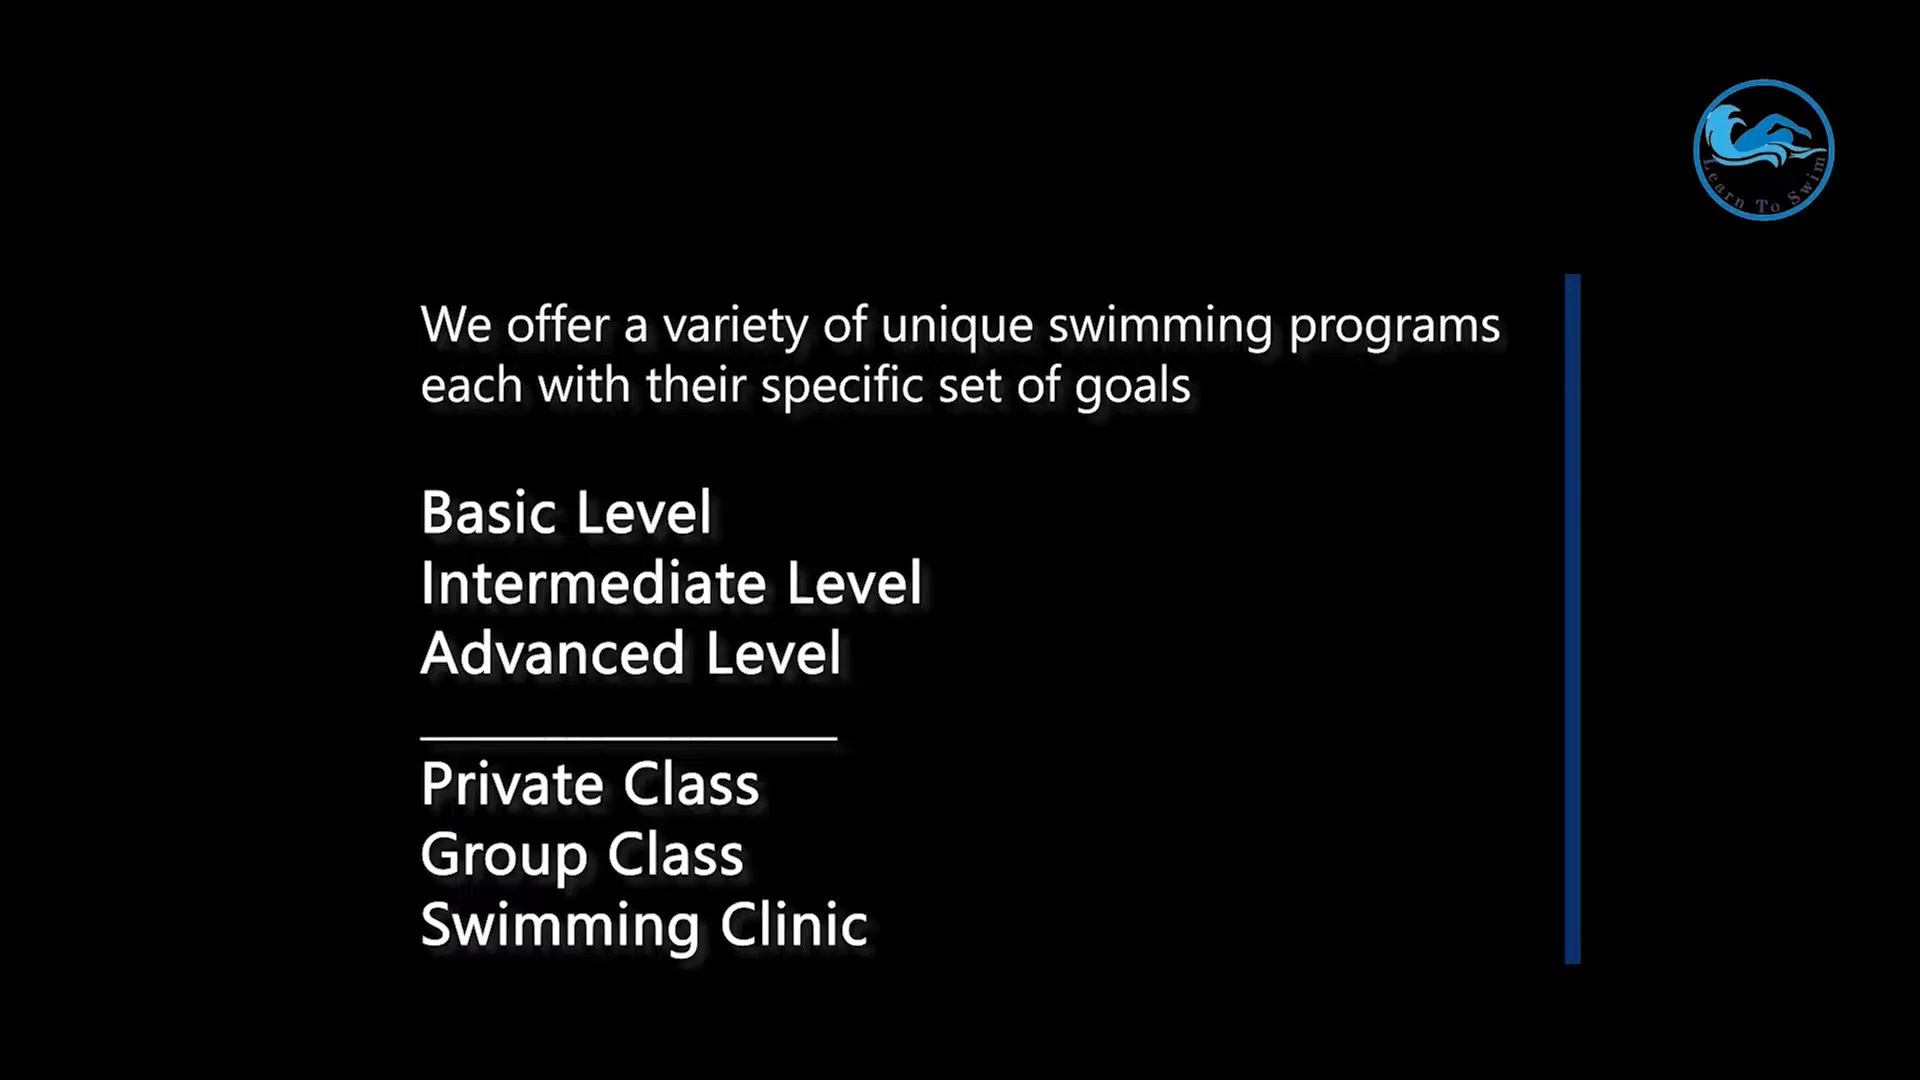 Learn To Swim
We offer a variety of unique swimming programs
each with their specific set of goals
Basic Level
Intermediate Level
Advanced Level
Private Class
Group Class
Swimming Clinic